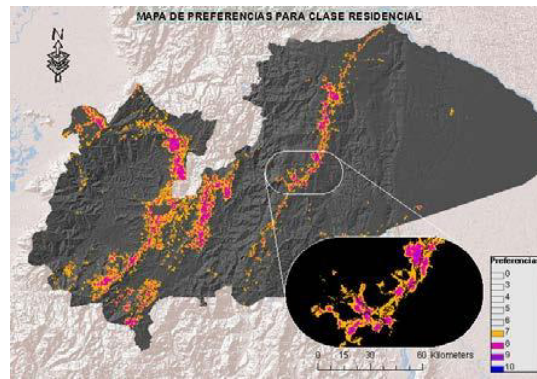 MAPA DE PREFERENCIAS PARA CLASE RESIDENCIAL
N
Preferencias
0
3
4
5
6
7
8
9
10
0 15 30 60 Kilometers